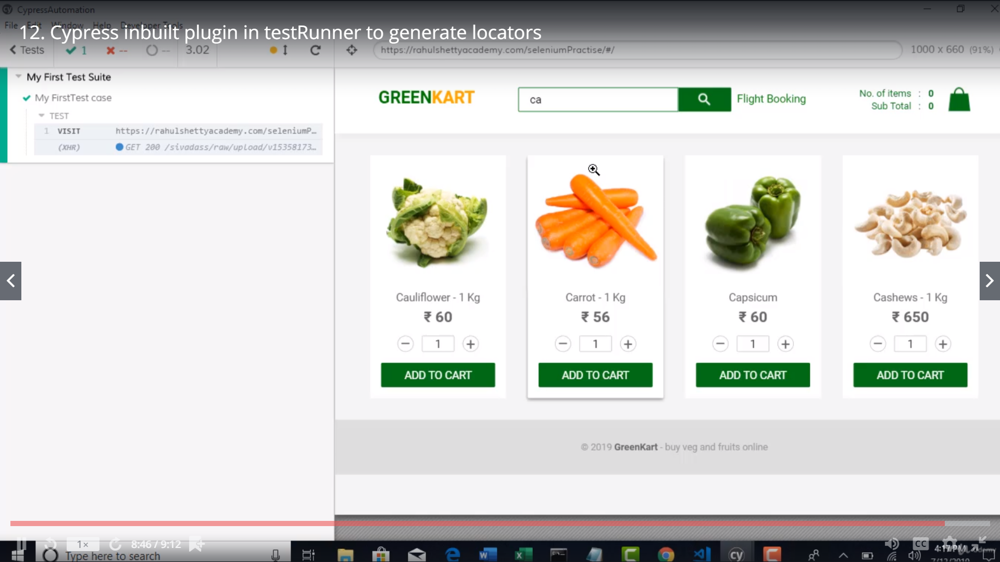 CypressAutomation
File Edit Window Help Developer Tools
12. Cypress inbuilt plugin in testRunner to generate locators
Tests 1 -- -- 3.02
https://rahulshettyacademy.com/seleniumPractise/#/
1000 x 660 (91%)
My First Test Suite
My FirstTest case
TEST
1 VISIT https://rahulshettyacademy.com/seleniumP…
(XHR) GET 200 /sivadass/raw/upload/v15358173…
GREENKART
ca
Flight Booking
No. of items : 0
Sub Total : 0
Cauliflower - 1 Kg
₹ 60
1
ADD TO CART
Carrot - 1 Kg
₹ 56
1
ADD TO CART
Capsicum
₹ 60
1
ADD TO CART
Cashews - 1 Kg
₹ 650
1
ADD TO CART
© 2019 GreenKart - buy veg and fruits online
1x 8:46 / 9:12
CC
Type here to search
cy
4:17 PM